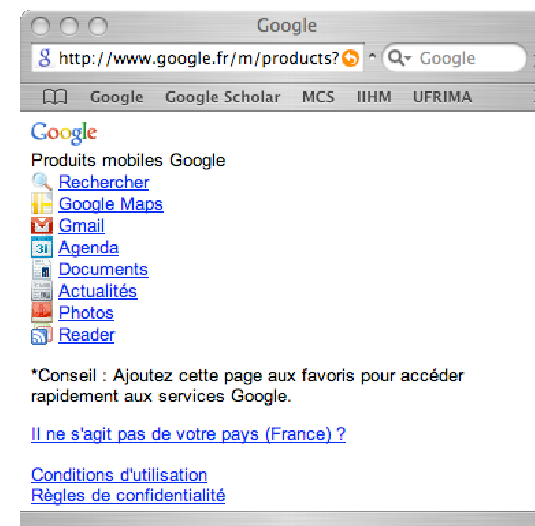 Google
http://www.google.fr/m/products?
Google
Google
Google Scholar
MCS
IIHM
UFRIMA
Google
Produits mobiles Google
Rechercher
Google Maps
Gmail
31 Agenda
Documents
Actualités
Photos
Reader
*Conseil : Ajoutez cette page aux favoris pour accéder
rapidement aux services Google.
Il ne s'agit pas de votre pays (France) ?
Conditions d'utilisation
Règles de confidentialité